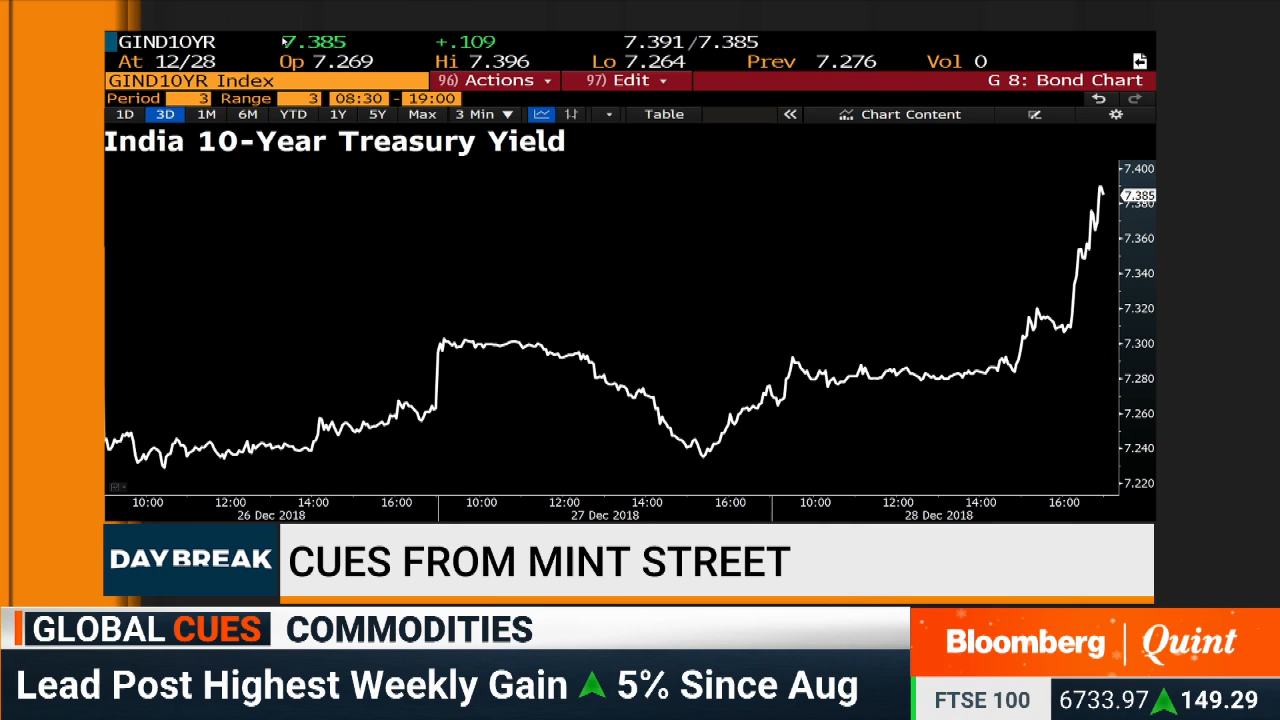 GIND10YR 7.385 +.109 7.391 /7.385
At 12/28 Op 7.269 Hi 7.396 Lo 7.264 Prev 7.276 Vol 0
GIND10YR Index 96) Actions 97) Edit G 8: Bond Chart
Period 3 Range 3 08:30 - 19:00
1D 3D 1M 6M YTD 1Y 5Y Max 3 Min ▼ Table « Chart Content
India 10-Year Treasury Yield
7.400
7.385
7.380
7.360
7.340
7.320
7.300
7.280
7.260
7.240
7.220
10:00 12:00 14:00 16:00 10:00 12:00 14:00 16:00 10:00 12:00 14:00 16:00
26 Dec 2018 27 Dec 2018 28 Dec 2018
DAYBREAK CUES FROM MINT STREET
GLOBAL CUES COMMODITIES
Lead Post Highest Weekly Gain ▲ 5% Since Aug
Bloomberg | Quint
FTSE 100 6733.97 ▲ 149.29